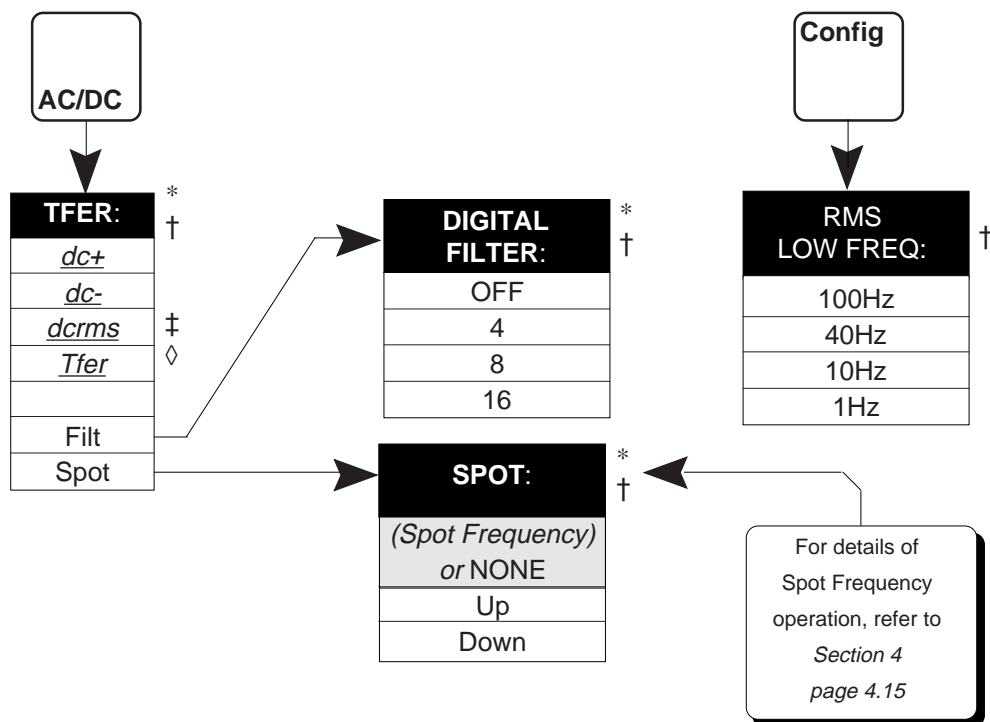 AC/DC
TFER:
*
†
dc+
dc-
dcrms
‡
Tfer
◊
Filt
Spot
DIGITAL
FILTER:
*
†
OFF
4
8
16
SPOT:
*
†
(Spot Frequency)
or NONE
Up
Down
Config
RMS
LOW FREQ:
†
100Hz
40Hz
10Hz
1Hz
For details of
Spot Frequency
operation, refer to
Section 4
page 4.15